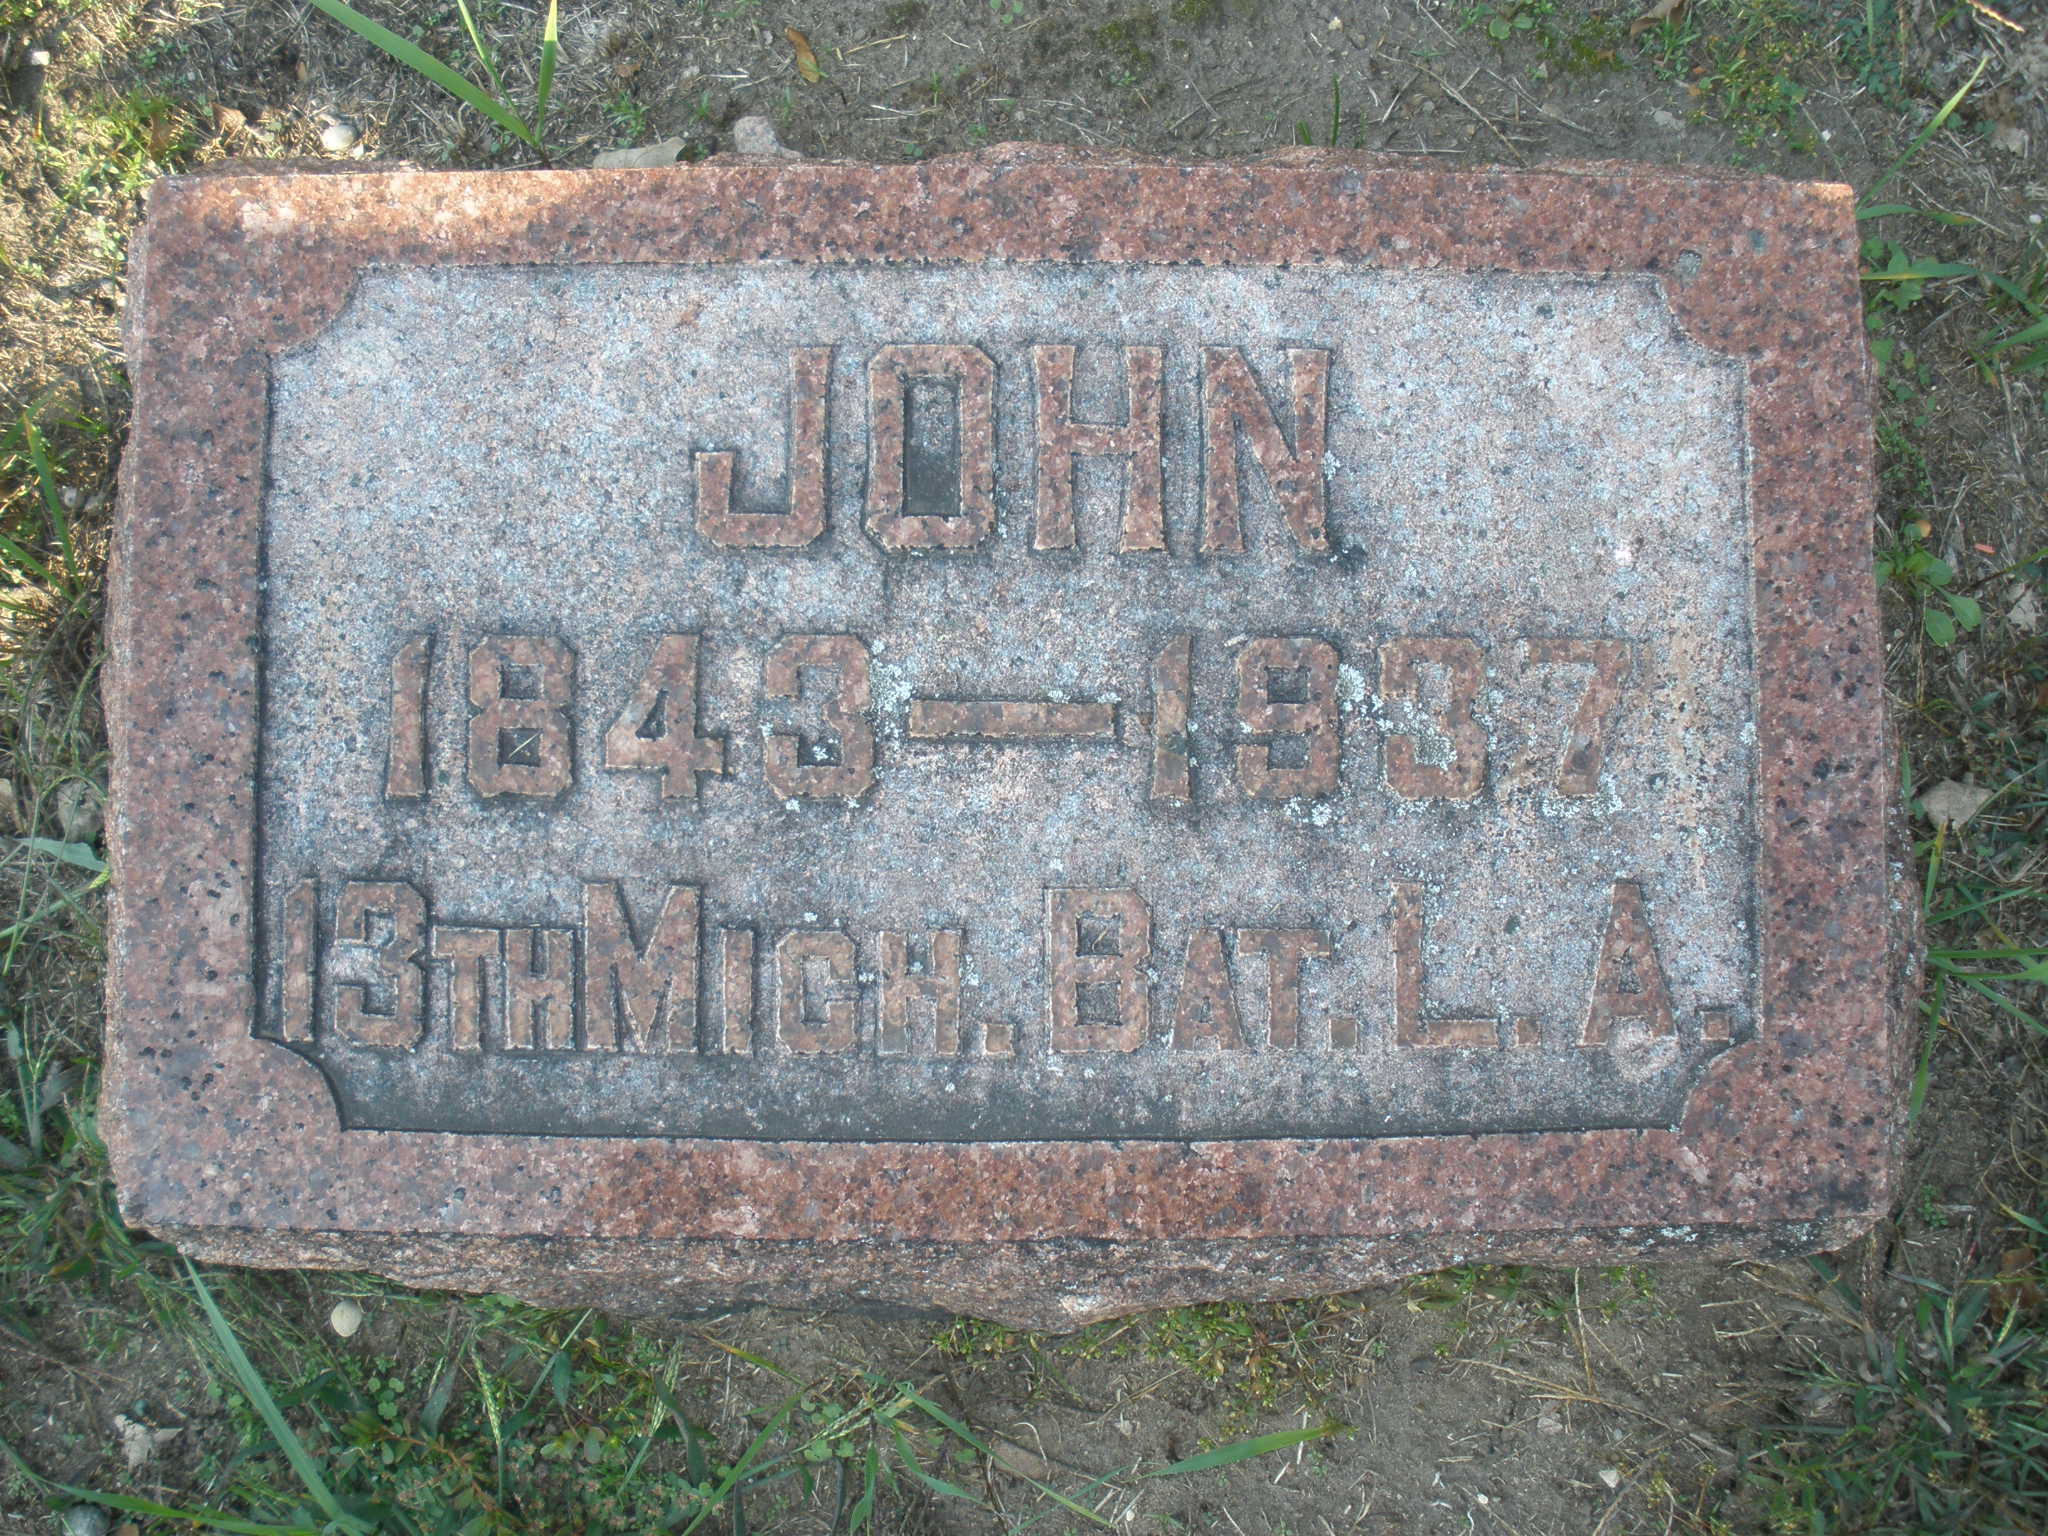 JOHN
1843—1937
13TH MICH. BAT. L. A.